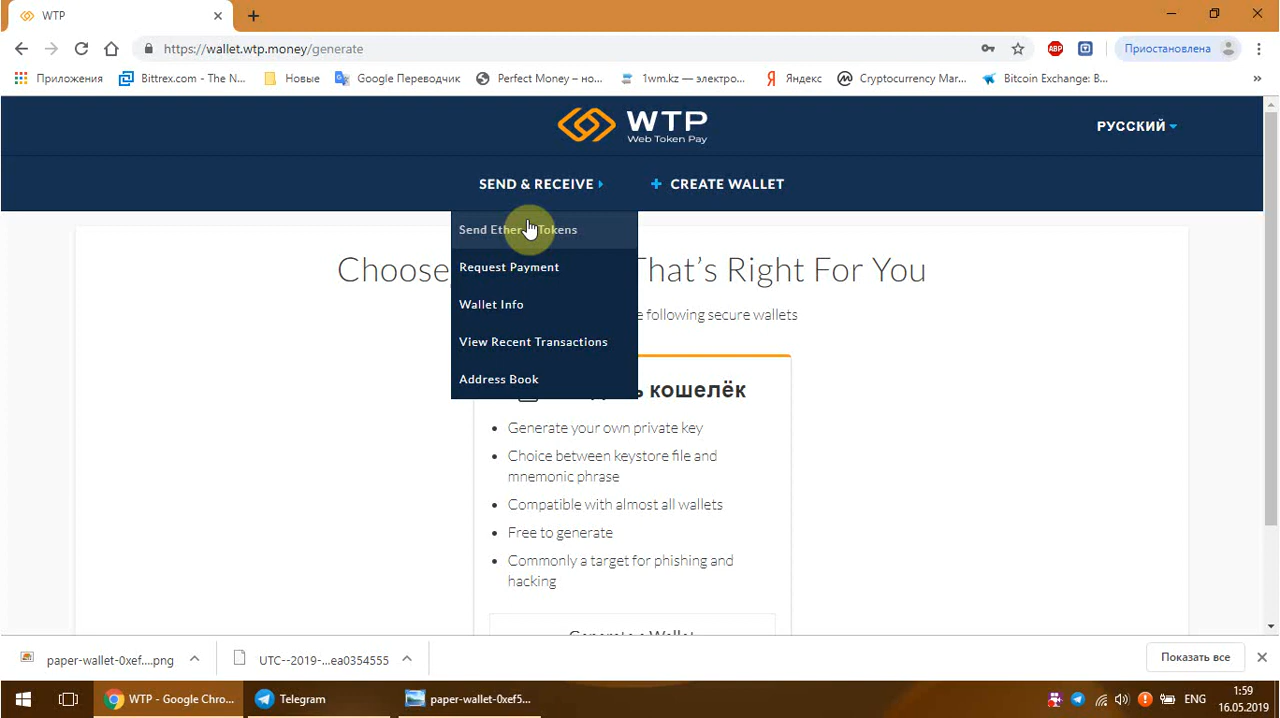 WTP
https://wallet.wtp.money/generate
ABP
Приостановлена
Приложения
Bittrex.com - The N...
Новые
Google Переводчик
Perfect Money – но...
1wm.kz — электро...
Яндекс
Cryptocurrency Mar...
Bitcoin Exchange: B...
»
WTP
Web Token Pay
РУССКИЙ
SEND & RECEIVE
+ CREATE WALLET
Send Ether Tokens
Request Payment
Wallet Info
View Recent Transactions
Address Book
Choose That’s Right For You
following secure wallets
кошелёк
Generate your own private key
Choice between keystore file and
mnemonic phrase
Compatible with almost all wallets
Free to generate
Commonly a target for phishing and
hacking
Generate a Wallet
paper-wallet-0xef....png
UTC--2019-...ea0354555
Показать все
WTP - Google Chro...
Telegram
paper-wallet-0xef5...
ENG
1:59
16.05.2019